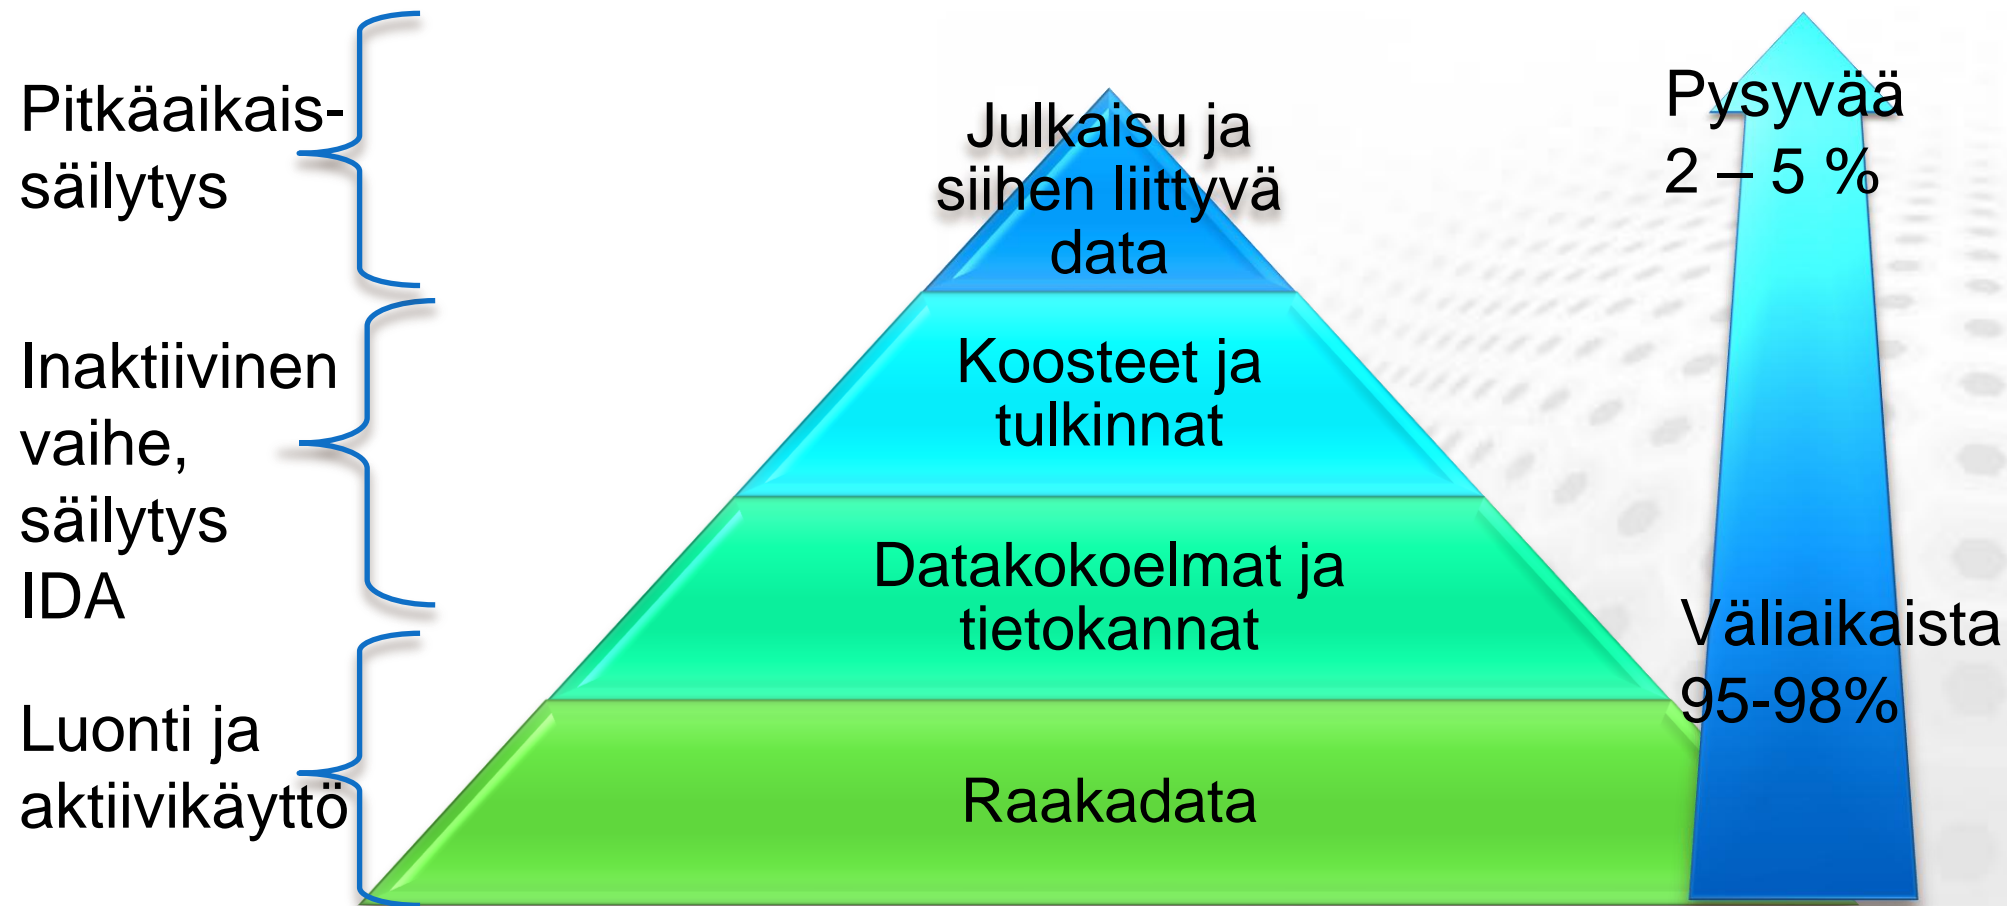 Pitkäaikais-
säilytys
Inaktiivinen
vaihe,
säilytys
IDA
Luonti ja
aktiivikäyttö
Julkaisu ja
siihen liittyvä
data
Koosteet ja
tulkinnat
Datakokoelmat ja
tietokannat
Raakadata
Pysyvää
2 – 5 %
Väliaikaista
95-98%